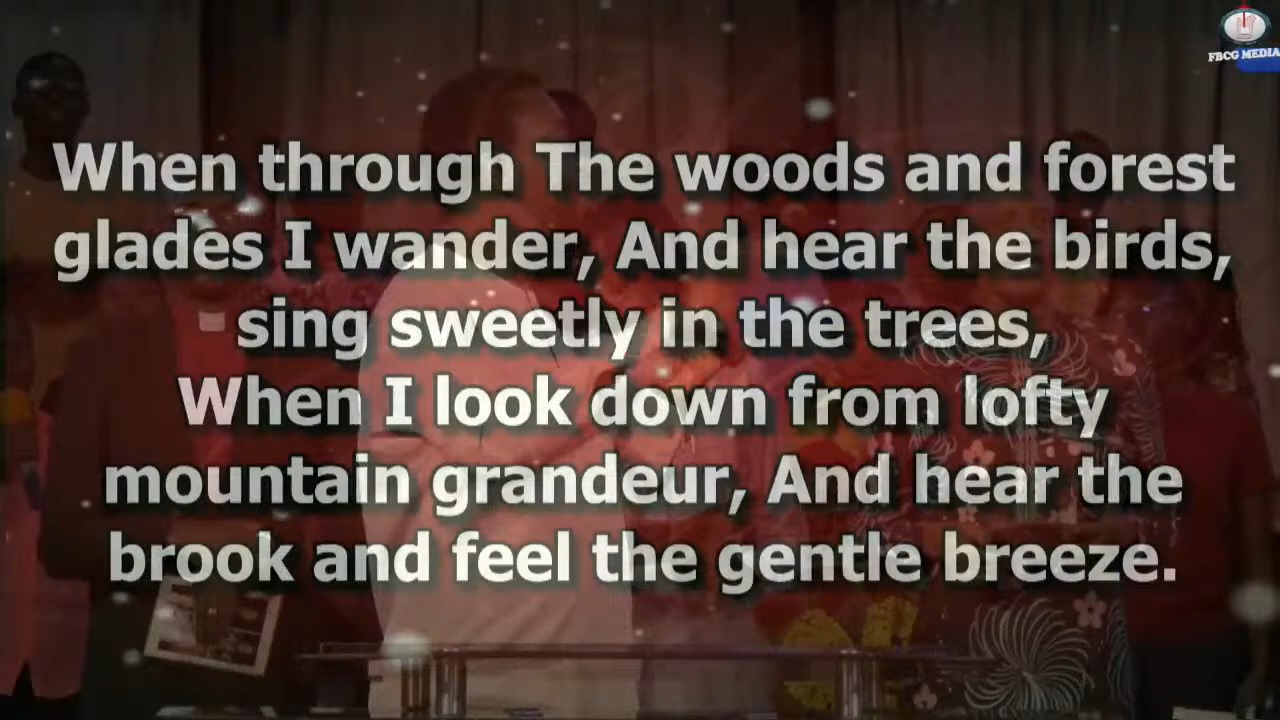 FBCG MEDIA
When through The woods and forest
glades I wander, And hear the birds,
sing sweetly in the trees,
When I look down from lofty
mountain grandeur, And hear the
brook and feel the gentle breeze.